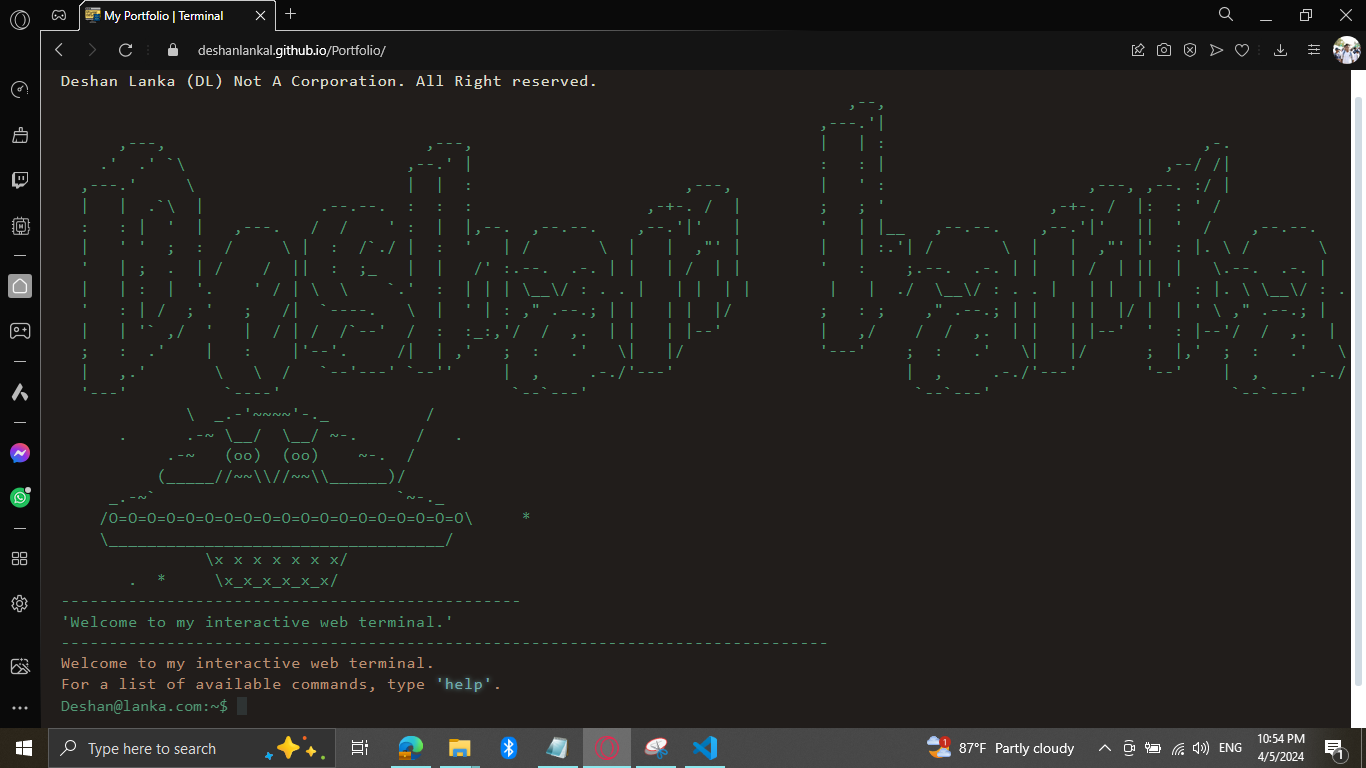 My Portfolio | Terminal
deshanlankal.github.io/Portfolio/
Deshan Lanka (DL) Not A Corporation. All Right reserved.
Deshan Lanka
'Welcome to my interactive web terminal.'
Welcome to my interactive web terminal.
For a list of available commands, type 'help'.
Deshan@lanka.com:~$
Type here to search
87°F Partly cloudy
ENG
10:54 PM
4/5/2024